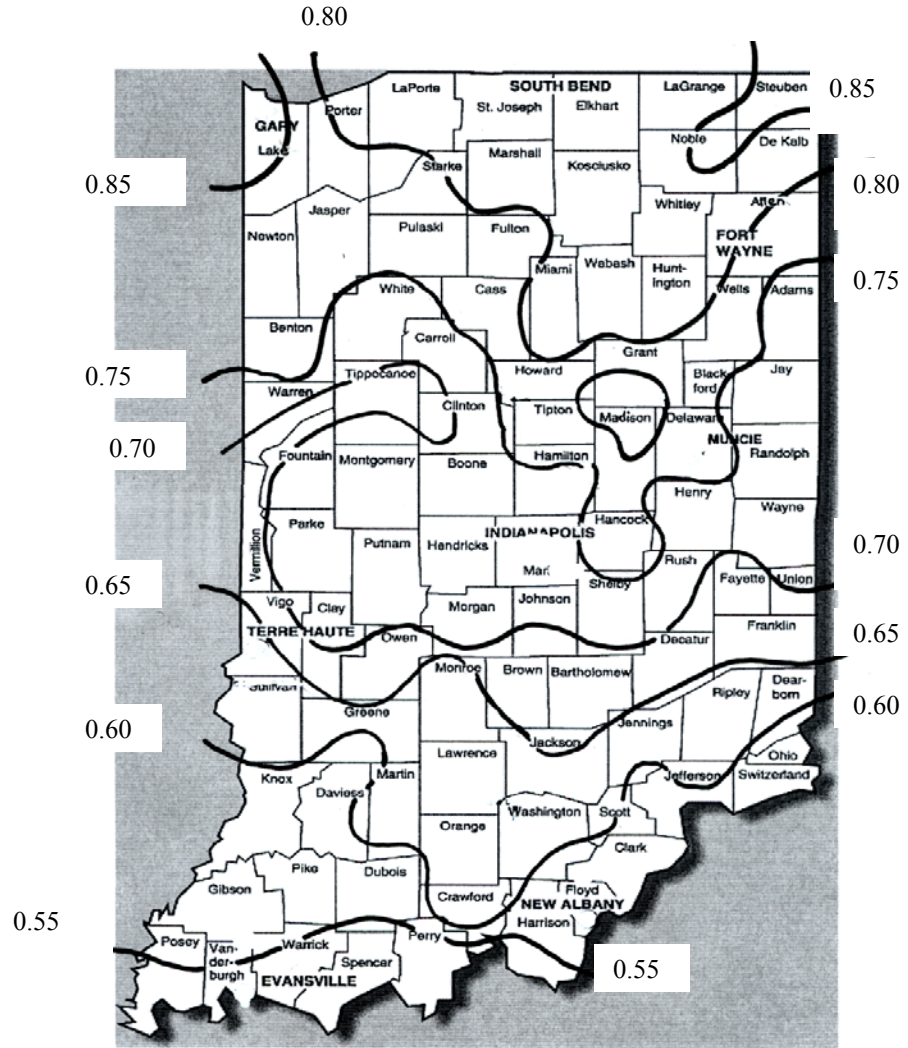 0.80
LaPorte
SOUTH BEND
LaGrange
Steuben
0.85
Porter
St. Joseph
Elkhart
GARY
Lake
Noble
De Kalb
Marshall
Starke
Kosciusko
0.85
0.80
Jasper
Whitley
Allen
Newton
Pulaski
Fulton
FORT
WAYNE
Miami
Wabash
Hunt-
ington
0.75
White
Cass
Wells
Adams
Benton
Carroll
Grant
0.75
Tippocanoe
Howard
Black
ford
Jay
Warren
Clinton
Tipton
Madison
Delaware
0.70
MUNCIE
Fountain
Montgomery
Boone
Hamilton
Randolph
Henry
Wayne
Parke
Hancock
INDIANAPOLIS
Vermillion
Putnam
Hendricks
0.70
Mari
Rush
0.65
Shelby
Fayette
Union
Vigo
Clay
Morgan
Johnson
Franklin
TERRE HAUTE
Owen
Decatur
0.65
Monroe
Brown
Bartholomew
Dear-
born
Sullivan
Ripley
0.60
Greene
Jennings
0.60
Jackson
Lawrence
Ohio
Knox
Martin
Jefferson
Switzerland
Daviess
Washington
Scott
Orange
Clark
Pike
Dubois
Gibson
Crawford
Floyd
NEW ALBANY
0.55
Harrison
Posey
Van-
der-
burgh
Warrick
Perry
Spencer
0.55
EVANSVILLE